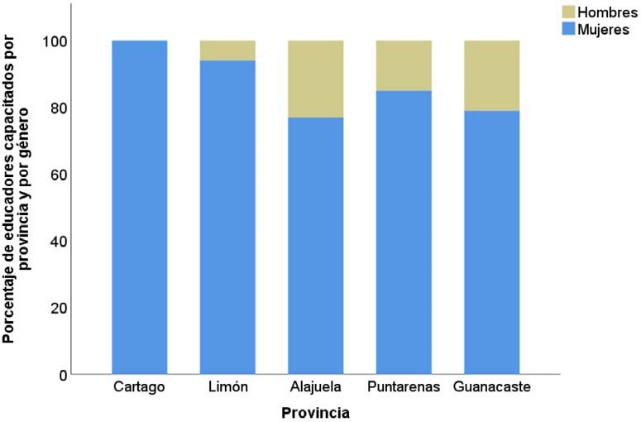 Hombres
Mujeres
Porcentaje de educadores capacitados por
provincia y por género
100
80
60
40
20
0
Cartago
Limón
Alajuela
Puntarenas
Guanacaste
Provincia